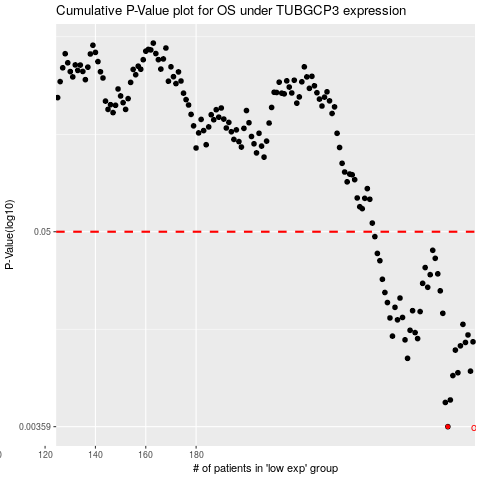 Cumulative P-Value plot for OS under TUBGCP3 expression
P-Value(log10)
0.05
0.00359
0
120
140
160
180
# of patients in 'low exp' group